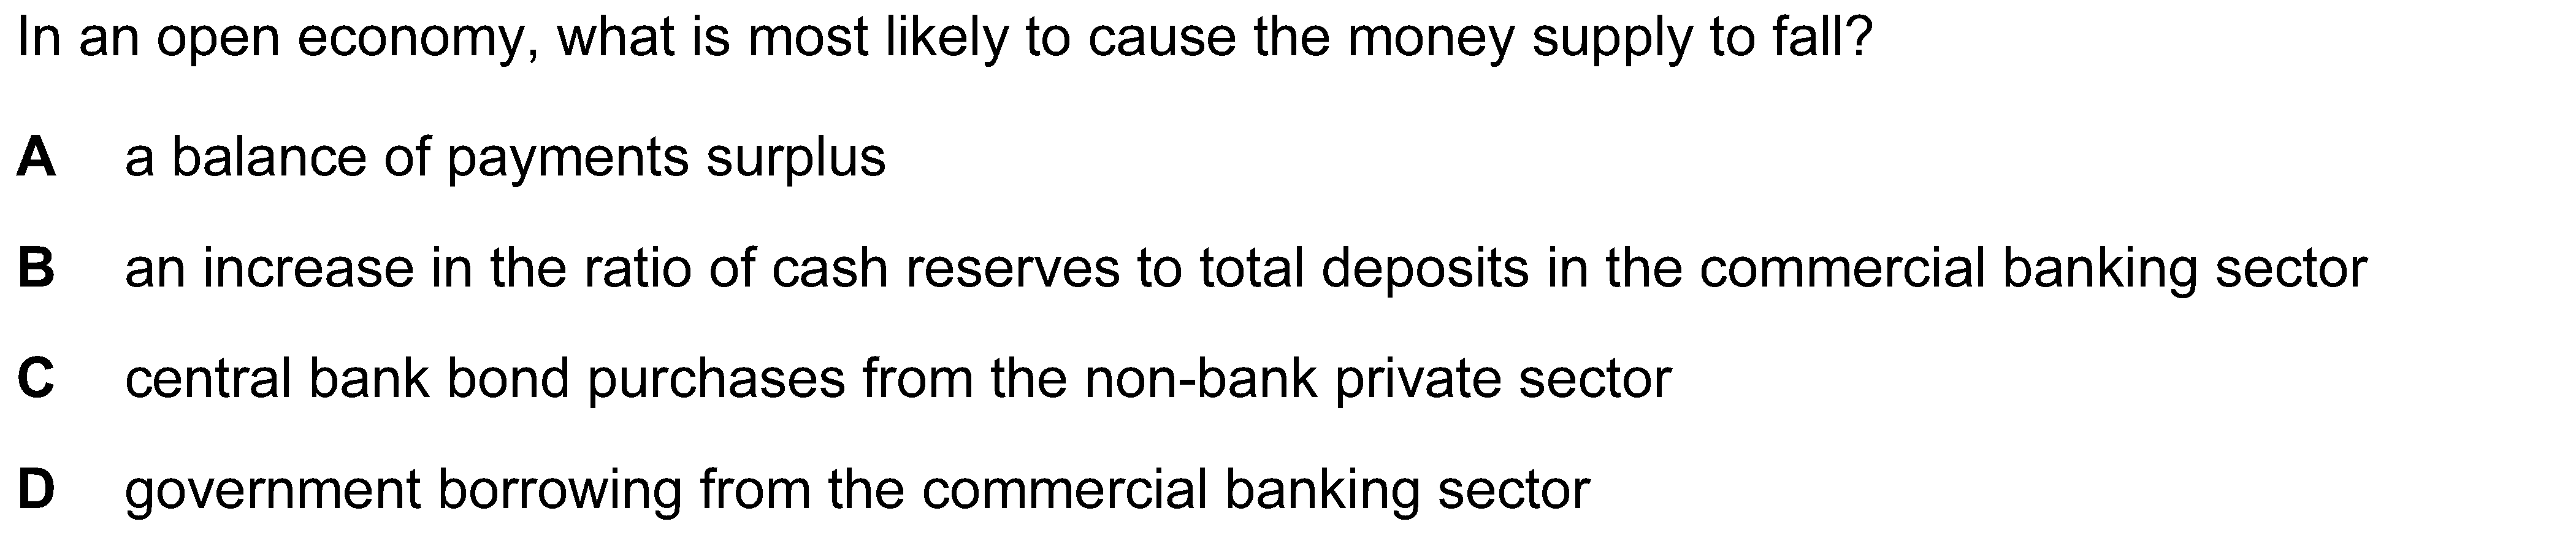 In an open economy, what is most likely to cause the money supply to fall?
A a balance of payments surplus
B an increase in the ratio of cash reserves to total deposits in the commercial banking sector
C central bank bond purchases from the non-bank private sector
D government borrowing from the commercial banking sector